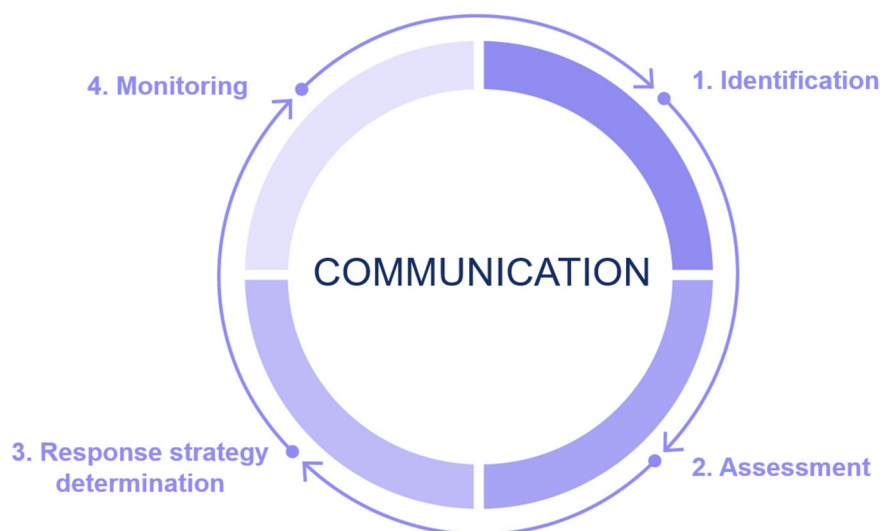 1. Identification
2. Assessment
3. Response strategy
determination
4. Monitoring
COMMUNICATION